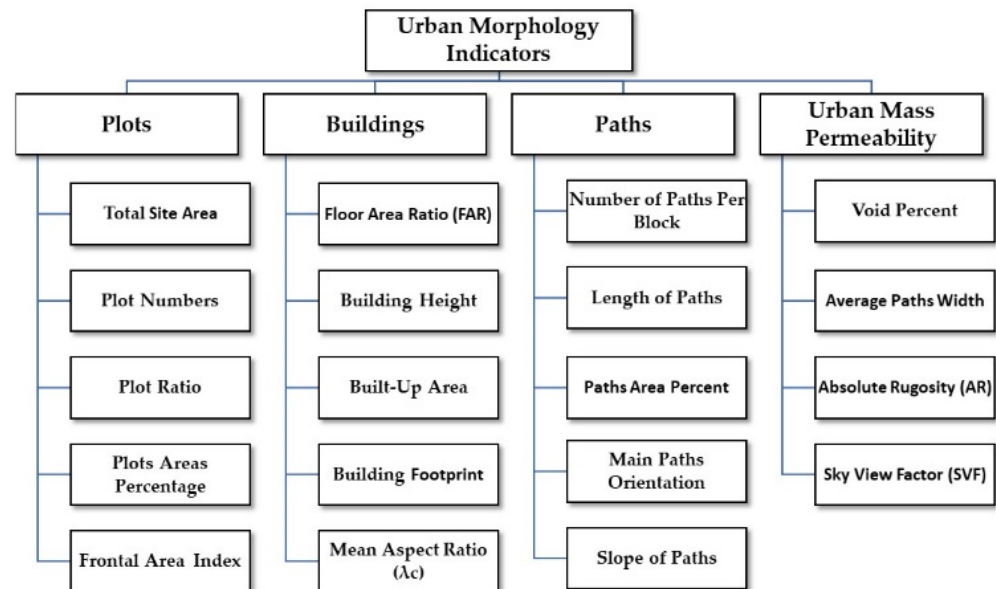 Urban Morphology
Indicators
Plots
Buildings
Paths
Urban Mass
Permeability
Total Site Area
Plot Numbers
Plot Ratio
Plots Areas
Percentage
Frontal Area Index
Floor Area Ratio (FAR)
Building Height
Built-Up Area
Building Footprint
Mean Aspect Ratio
(λc)
Number of Paths Per
Block
Length of Paths
Paths Area Percent
Main Paths
Orientation
Slope of Paths
Void Percent
Average Paths Width
Absolute Rugosity (AR)
Sky View Factor (SVF)